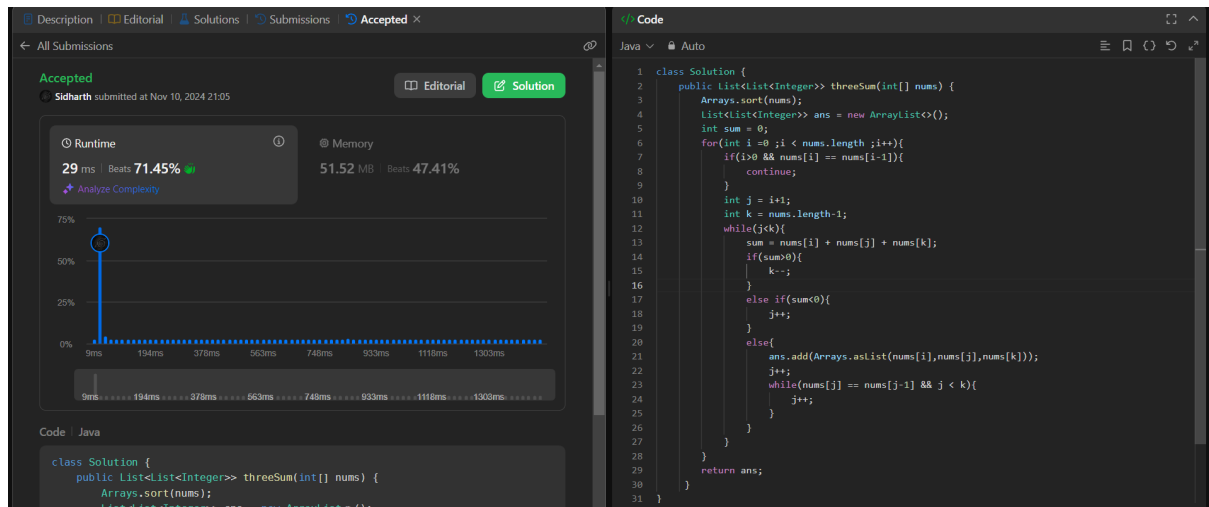 Description | Editorial | Solutions | Submissions | Accepted ×
← All Submissions
Accepted
Sidharth submitted at Nov 10, 2024 21:05
Editorial
Solution
Runtime
29 ms | Beats 71.45%
Analyze Complexity
Memory
51.52 MB | Beats 47.41%
75%
50%
25%
0%
9ms 194ms 378ms 563ms 748ms 933ms 1118ms 1303ms
9ms 194ms 378ms 563ms 748ms 933ms 1118ms 1303ms
Code | Java
class Solution {
public List<List<Integer>> threeSum(int[] nums) {
Arrays.sort(nums);
</> Code
Java Auto
1 class Solution {
2 public List<List<Integer>> threeSum(int[] nums) {
3 Arrays.sort(nums);
4 List<List<Integer>> ans = new ArrayList<>();
5 int sum = 0;
6 for(int i =0 ;i < nums.length ;i++){
7 if(i>0 && nums[i] == nums[i-1]){
8 continue;
9 }
10 int j = i+1;
11 int k = nums.length-1;
12 while(j<k){
13 sum = nums[i] + nums[j] + nums[k];
14 if(sum>0){
15 k--;
16 }
17 else if(sum<0){
18 j++;
19 }
20 else{
21 ans.add(Arrays.asList(nums[i],nums[j],nums[k]));
22 j++;
23 while(nums[j] == nums[j-1] && j < k){
24 j++;
25 }
26 }
27 }
28 }
29 return ans;
30 }
31 }